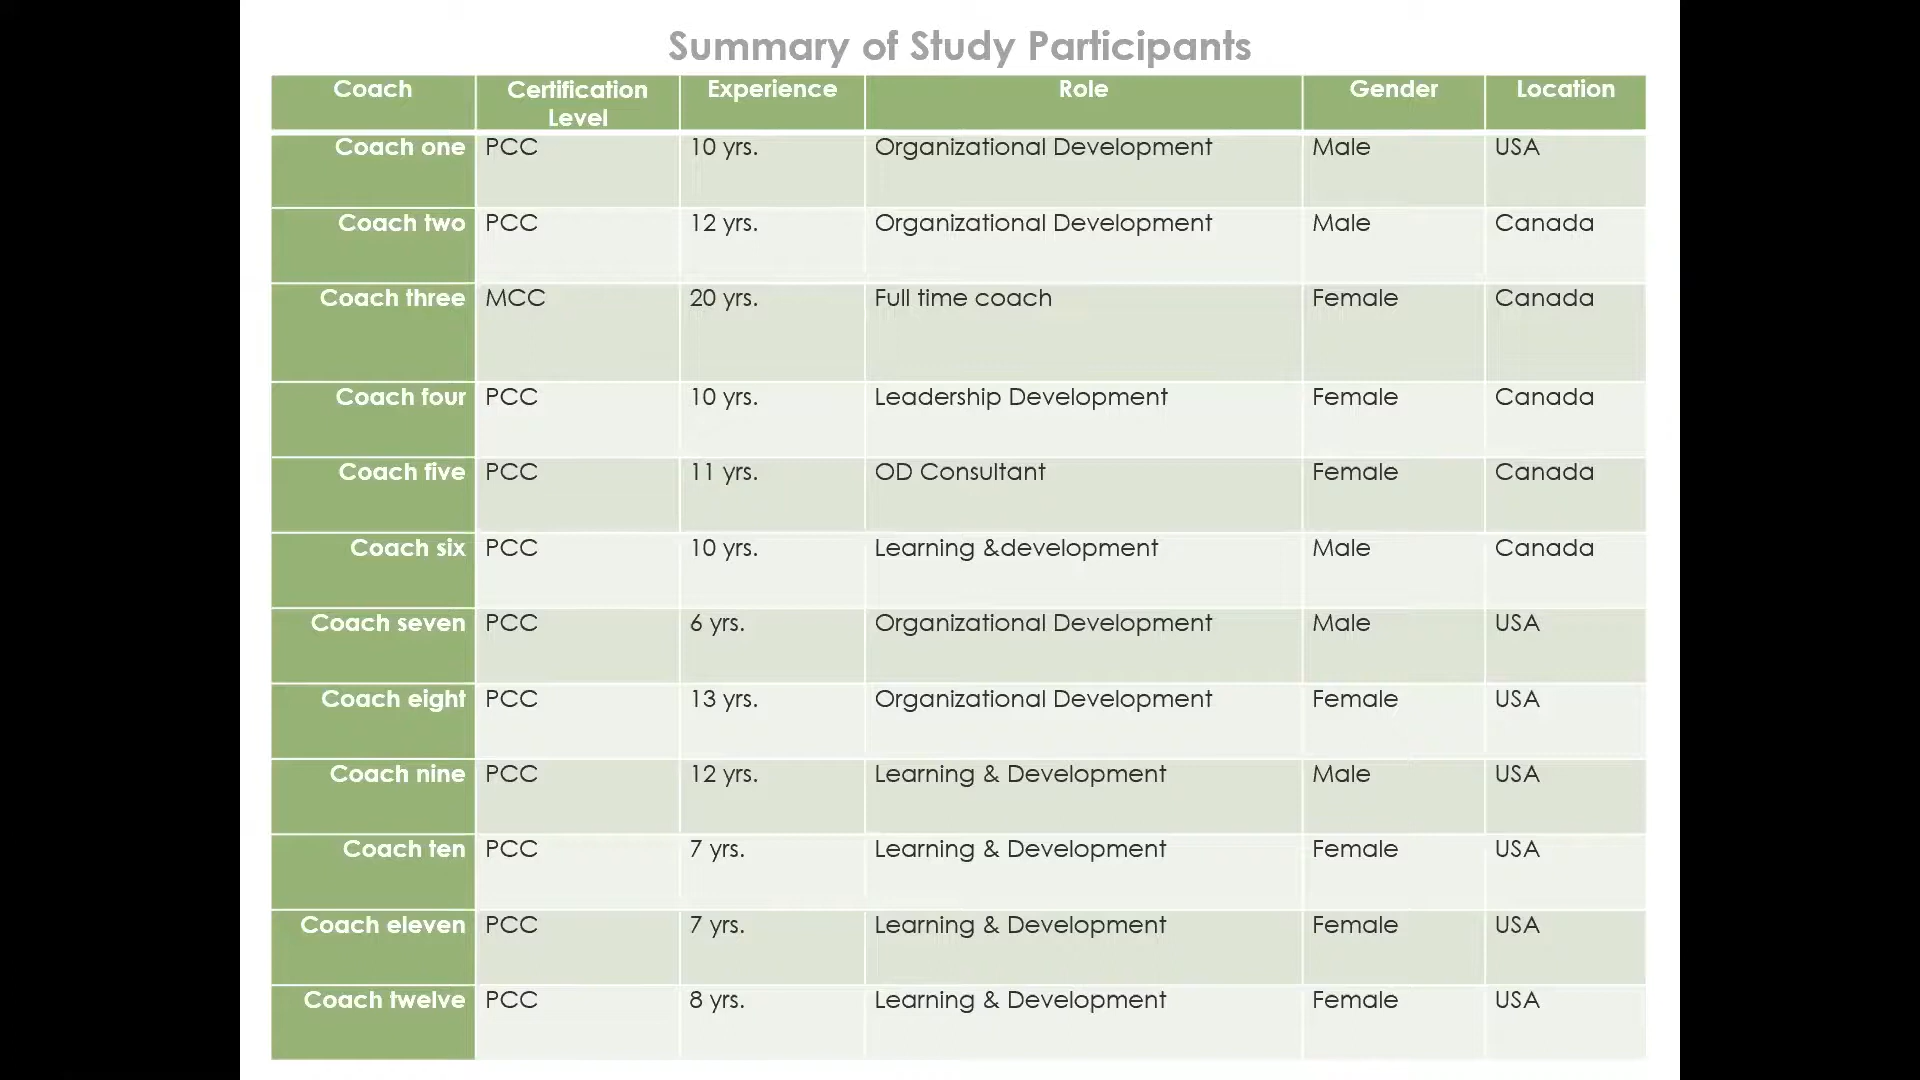 Summary of Study Participants
Coach Certification Level Experience Role Gender Location
Coach one PCC 10 yrs. Organizational Development Male USA
Coach two PCC 12 yrs. Organizational Development Male Canada
Coach three MCC 20 yrs. Full time coach Female Canada
Coach four PCC 10 yrs. Leadership Development Female Canada
Coach five PCC 11 yrs. OD Consultant Female Canada
Coach six PCC 10 yrs. Learning &development Male Canada
Coach seven PCC 6 yrs. Organizational Development Male USA
Coach eight PCC 13 yrs. Organizational Development Female USA
Coach nine PCC 12 yrs. Learning & Development Male USA
Coach ten PCC 7 yrs. Learning & Development Female USA
Coach eleven PCC 7 yrs. Learning & Development Female USA
Coach twelve PCC 8 yrs. Learning & Development Female USA